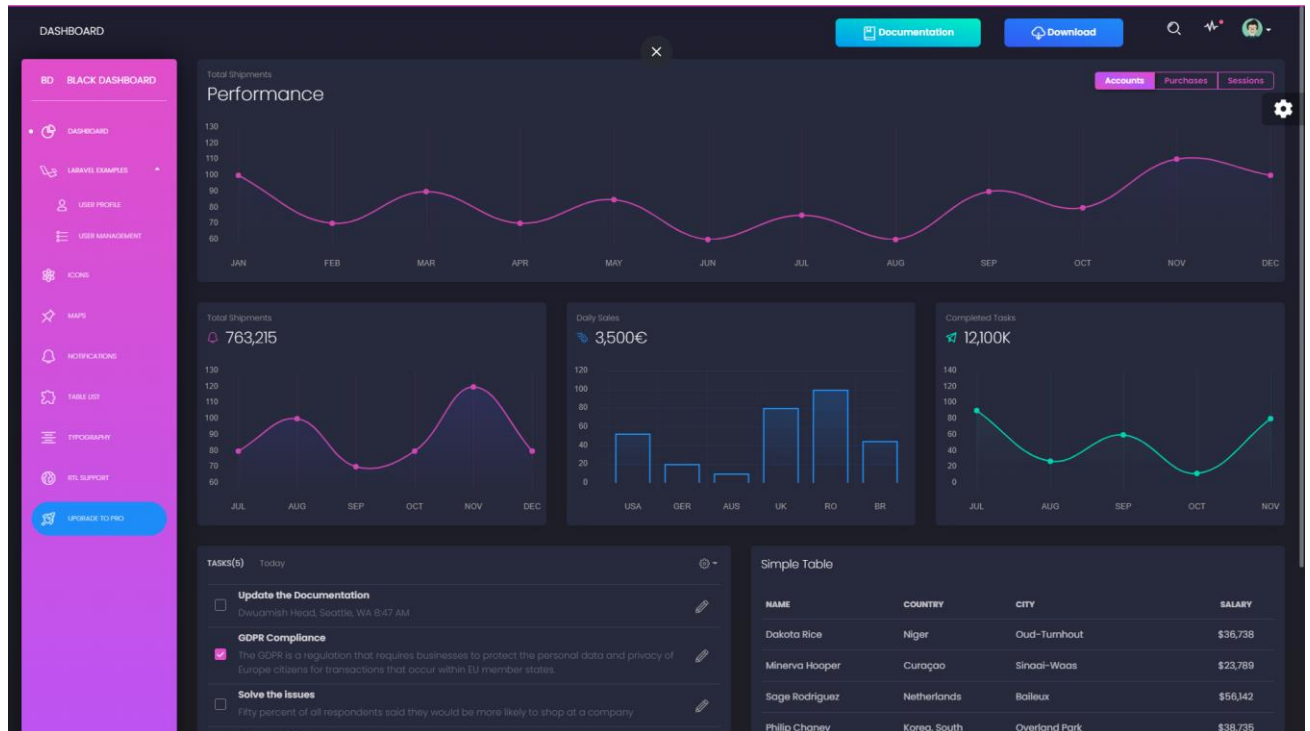 DASHBOARD
Documentation
Download
BD BLACK DASHBOARD
DASHBOARD
LARAVEL EXAMPLES
USER PROFILE
USER MANAGEMENT
ICONS
MAPS
NOTIFICATIONS
TABLE LIST
TYPOGRAPHY
RTL SUPPORT
UPGRADE TO PRO
Total Shipments
Performance
Accounts Purchases Sessions
130
120
110
100
90
80
70
60
JAN FEB MAR APR MAY JUN JUL AUG SEP OCT NOV DEC
Total Shipments
763,215
130
120
110
100
90
80
70
60
JUL AUG SEP OCT NOV DEC
Daily Sales
3,500€
120
100
80
60
40
20
0
USA GER AUS UK RO BR
Completed Tasks
12,100K
140
120
100
80
60
40
20
0
JUL AUG SEP OCT NOV
TASKS(5) Today
Update the Documentation
Dwuamish Head, Seattle, WA 8:47 AM
GDPR Compliance
The GDPR is a regulation that requires businesses to protect the personal data and privacy of
Europe citizens for transactions that occur within EU member states.
Solve the issues
Fifty percent of all respondents said they would be more likely to shop at a company
Simple Table
NAME COUNTRY CITY SALARY
Dakota Rice Niger Oud-Turnhout $36,738
Minerva Hooper Curaçao Sinaai-Waas $23,789
Sage Rodriguez Netherlands Baileux $56,142
Philip Chaney Korea, South Overland Park $38,735